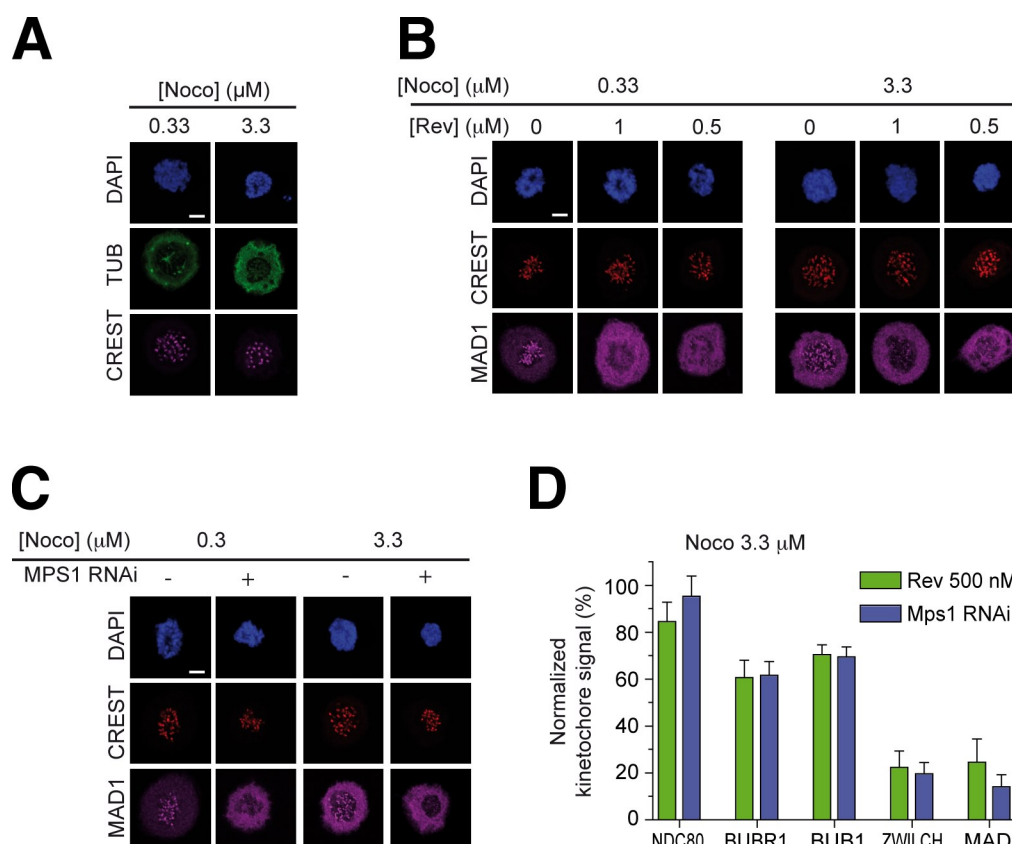 A
[Noco] (µM)
0.33 3.3
DAPI
TUB
CREST
B
[Noco] (μM) 0.33 3.3
[Rev] (μM) 0 1 0.5 0 1 0.5
DAPI
CREST
MAD1
C
[Noco] (μM) 0.3 3.3
MPS1 RNAi - + - +
DAPI
CREST
MAD1
D
Noco 3.3 μM
Rev 500 nM
Mps1 RNAi
Normalized
kinetochore signal (%)
100
80
60
40
20
0
NDC80 BUBR1 BUB1 ZWILCH MAD